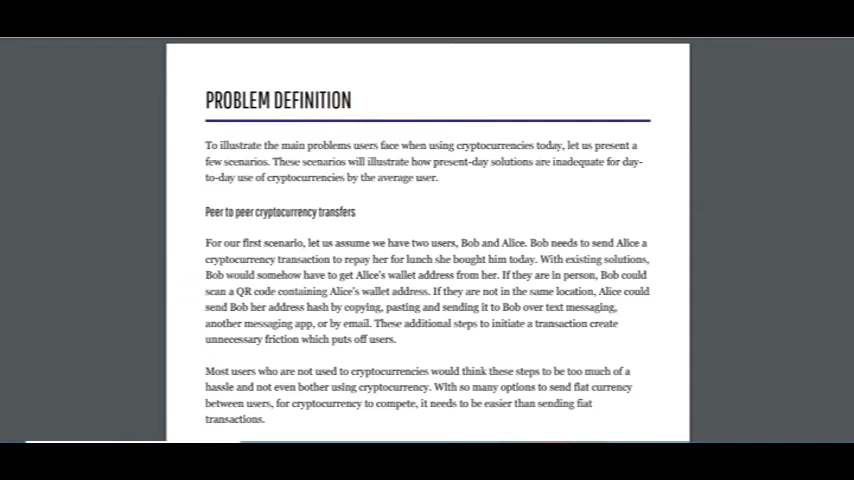 PROBLEM DEFINITION
To illustrate the main problems users face when using cryptocurrencies today, let us present a
few scenarios. These scenarios will illustrate how present-day solutions are inadequate for day-
to-day use of cryptocurrencies by the average user.
Peer to peer cryptocurrency transfers
For our first scenario, let us assume we have two users, Bob and Alice. Bob needs to send Alice a
cryptocurrency transaction to repay her for lunch she bought him today. With existing solutions,
Bob would somehow have to get Alice's wallet address from her. If they are in person, Bob could
scan a QR code containing Alice's wallet address. If they are not in the same location, Alice could
send Bob her address hash by copying, pasting and sending it to Bob over text messaging,
another messaging app, or by email. These additional steps to initiate a transaction create
unnecessary friction which puts off users.
Most users who are not used to cryptocurrencies would think these steps to be too much of a
hassle and not even bother using cryptocurrency. With so many options to send fiat currency
between users, for cryptocurrency to compete, it needs to be easier than sending fiat
transactions.